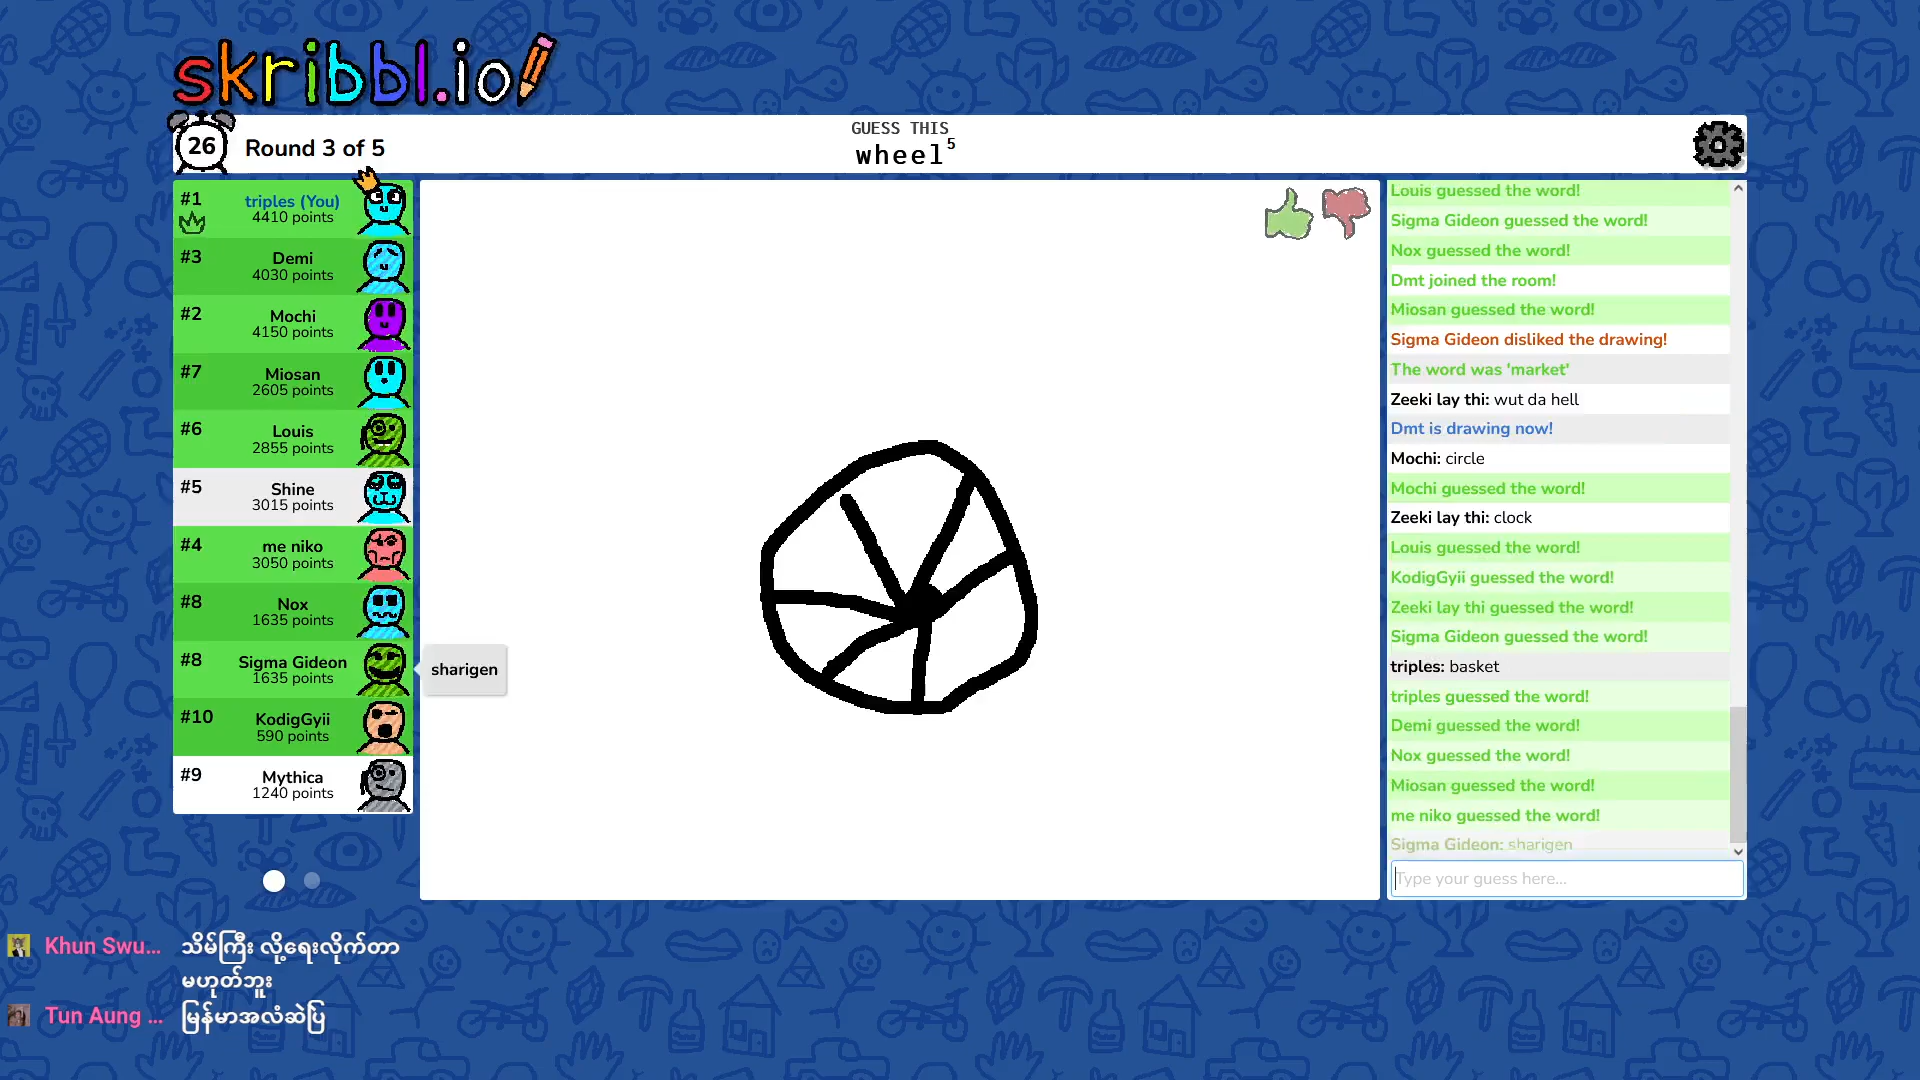 skribbl.io
26
Round 3 of 5
GUESS THIS
wheel5
#1
triples (You)
4410 points
#3
Demi
4030 points
#2
Mochi
4150 points
#7
Miosan
2605 points
#6
Louis
2855 points
#5
Shine
3015 points
#4
me niko
3050 points
#8
Nox
1635 points
#8
Sigma Gideon
1635 points
#10
KodigGyii
590 points
#9
Mythica
1240 points
sharigen
Louis guessed the word!
Sigma Gideon guessed the word!
Nox guessed the word!
Dmt joined the room!
Miosan guessed the word!
Sigma Gideon disliked the drawing!
The word was 'market'
Zeeki lay thi: wut da hell
Dmt is drawing now!
Mochi: circle
Mochi guessed the word!
Zeeki lay thi: clock
Louis guessed the word!
KodigGyii guessed the word!
Zeeki lay thi guessed the word!
Sigma Gideon guessed the word!
triples: basket
triples guessed the word!
Demi guessed the word!
Nox guessed the word!
Miosan guessed the word!
me niko guessed the word!
Sigma Gideon: sharigen
Type your guess here...
Khun Swu... သိမ်ကြီး လို့ရေးလိုက်တာ
မဟုတ်ဘူး
Tun Aung ... မြန်မာအလံဆဲပြ